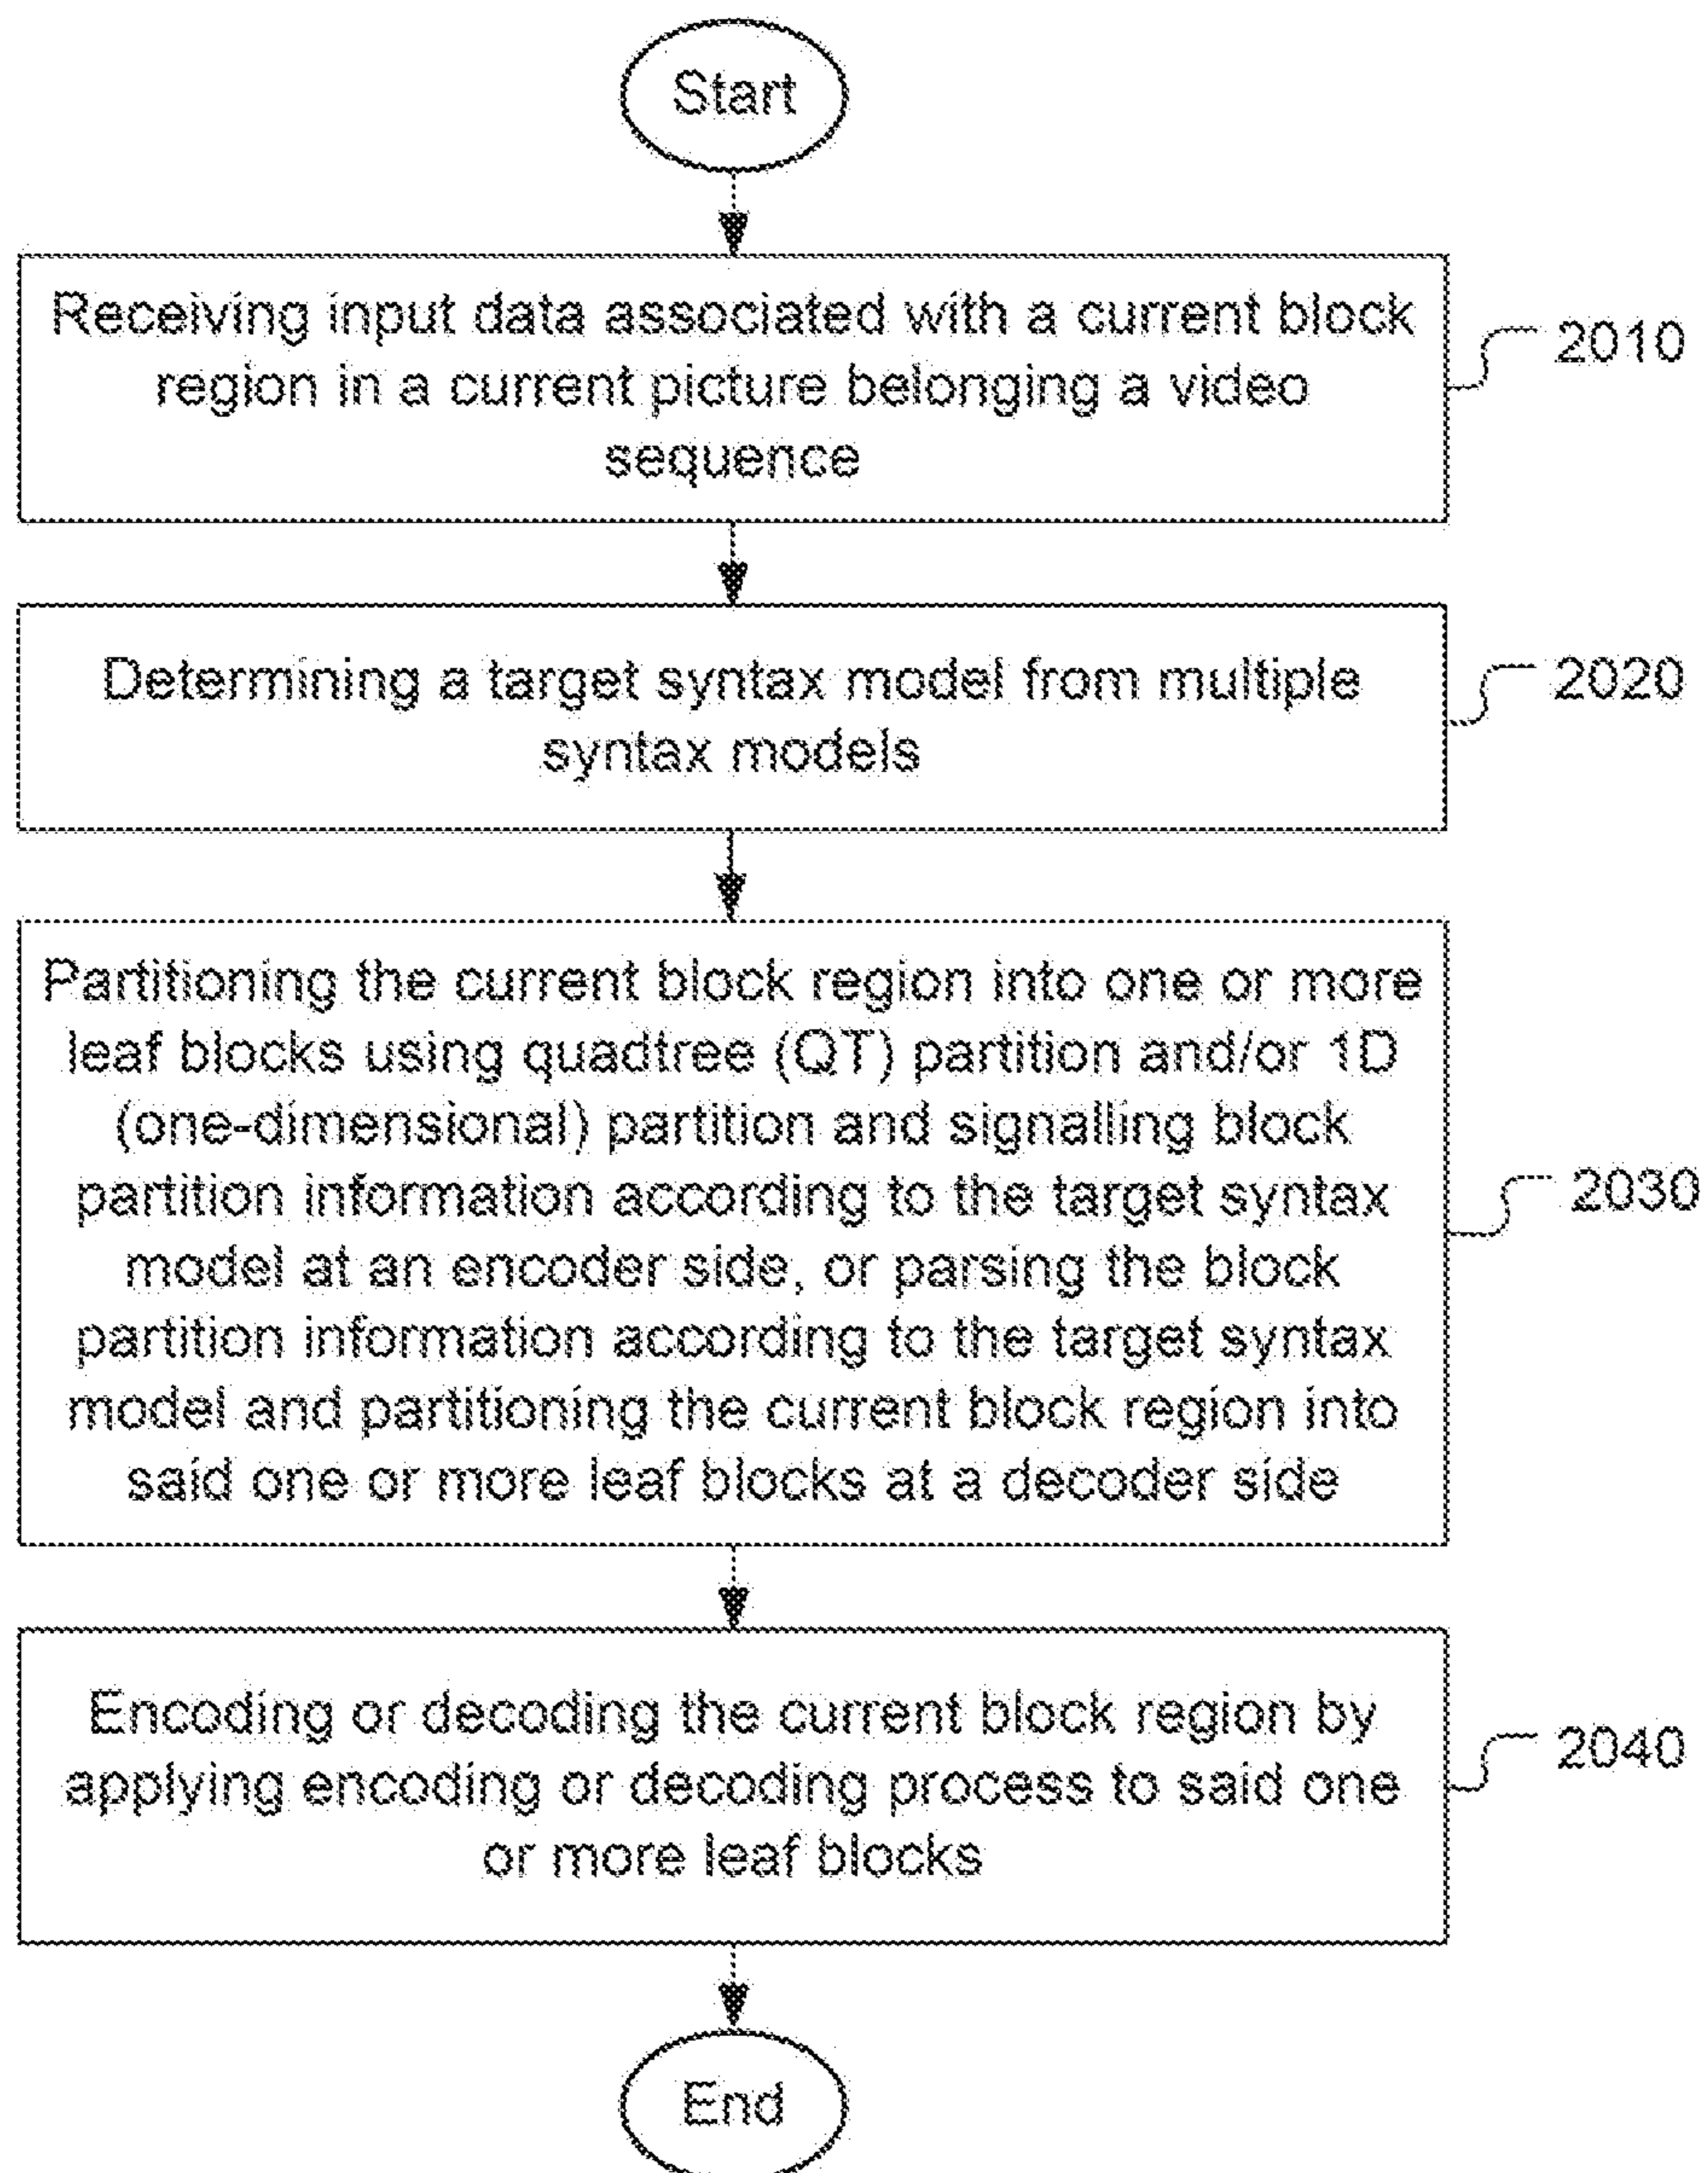 Start
Receiving input data associated with a current block
region in a current picture belonging a video
sequence
2010
Determining a target syntax model from multiple
syntax models
2020
Partitioning the current block region into one or more
leaf blocks using quadtree (QT) partition and/or 1D
(one-dimensional) partition and signalling block
partition information according to the target syntax
model at an encoder side, or parsing the block
partition information according to the target syntax
model and partitioning the current block region into
said one or more leaf blocks at a decoder side
2030
Encoding or decoding the current block region by
applying encoding or decoding process to said one
or more leaf blocks
2040
End